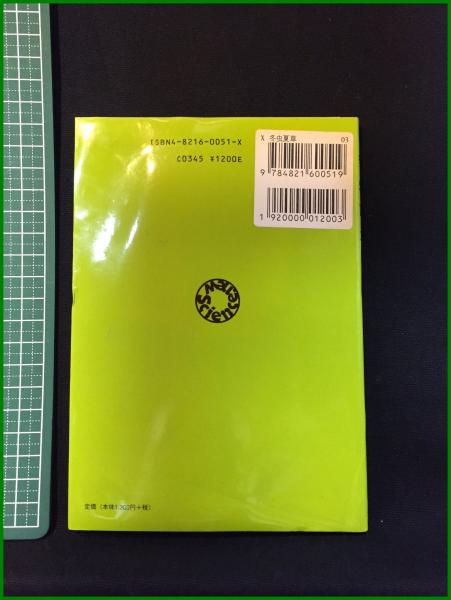 ISBN4-8216-0051-X
C0345 ¥1200E
X 冬虫夏草 03
9 784821 600519
1 920000 012003
New Science
定価（本体1,200円+税）